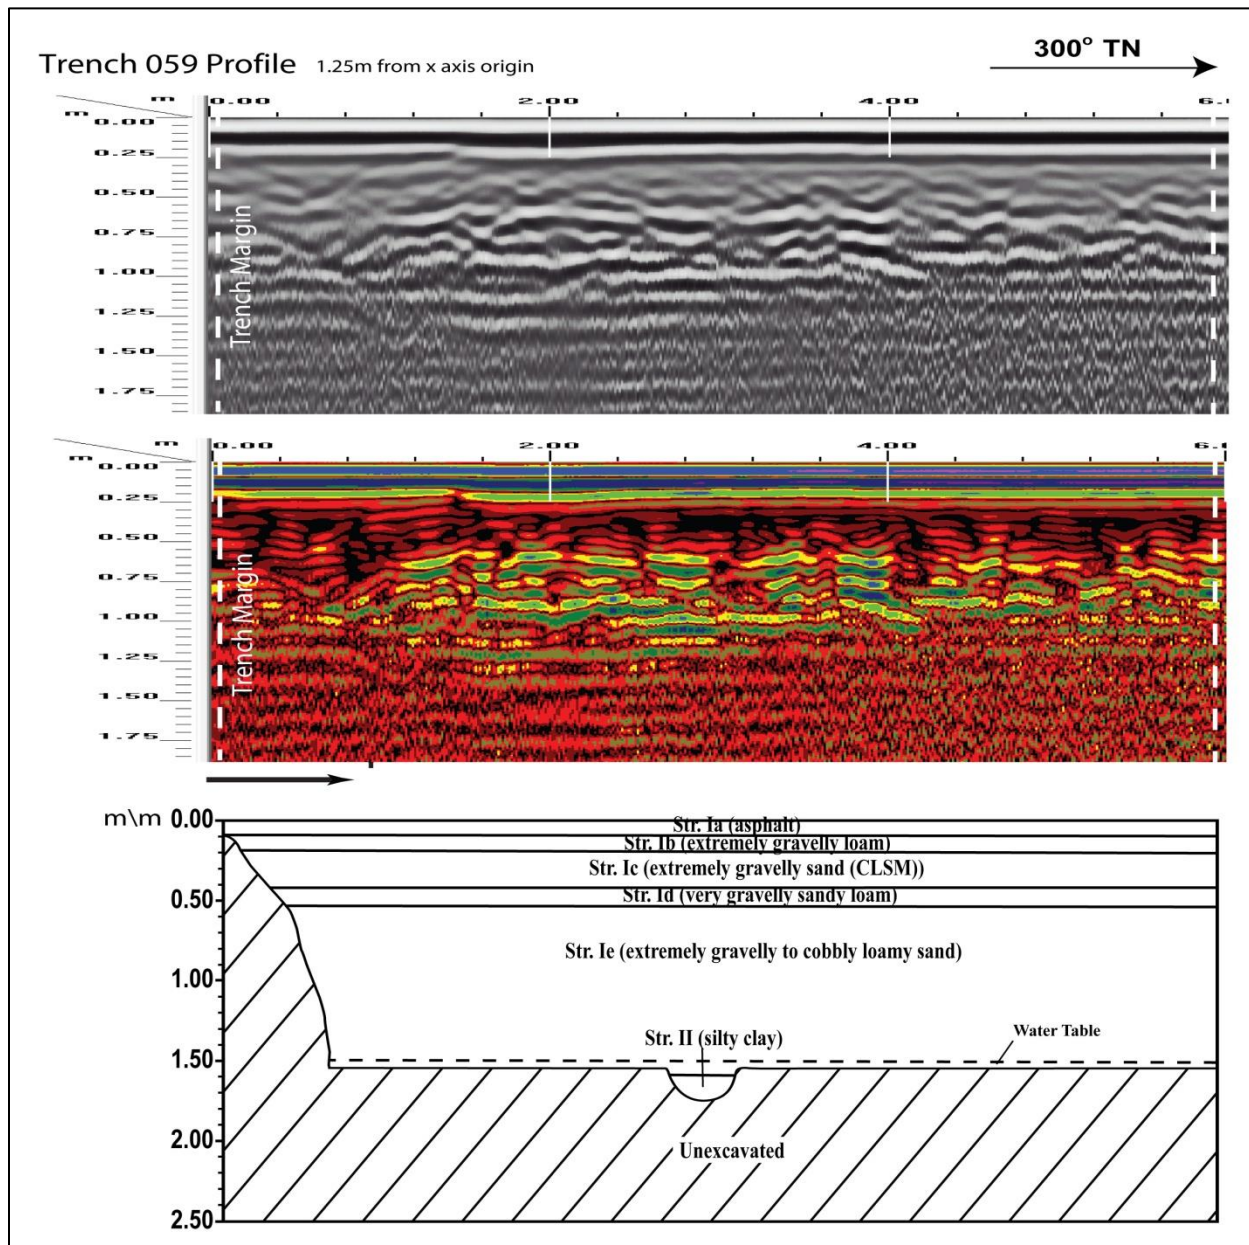 300° TN
Trench 059 Profile 1.25m from x axis origin
m 0.00 2.00 4.00 6.
m
0.00
0.25
0.50
0.75
1.00
1.25
1.50
1.75
Trench Margin
m 0.00 2.00 4.00 6.
m
0.00
0.25
0.50
0.75
1.00
1.25
1.50
1.75
Trench Margin
m\m
0.00
0.50
1.00
1.50
2.00
2.50
Str. Ia (asphalt)
Str. Ib (extremely gravelly loam)
Str. Ic (extremely gravelly sand (CLSM))
Str. Id (very gravelly sandy loam)
Str. Ie (extremely gravelly to cobbly loamy sand)
Str. II (silty clay)
Water Table
Unexcavated